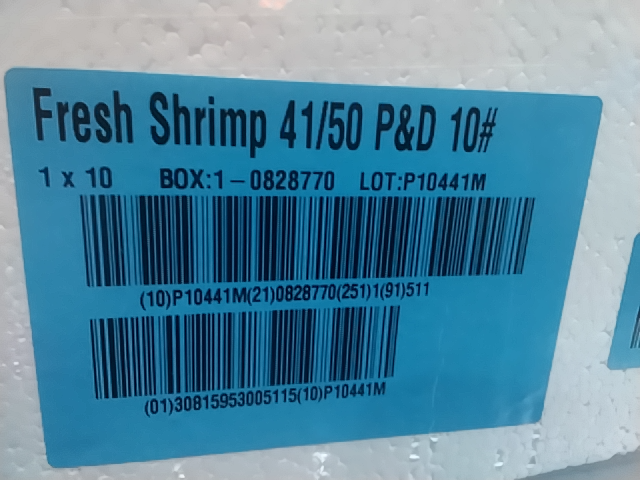 Fresh Shrimp 41/50 P&D 10#
1 x 10 BOX:1-0828770 LOT:P10441M
(10)P10441M(21)0828770(251)1(91)511
(01)30815953005115(10)P10441M